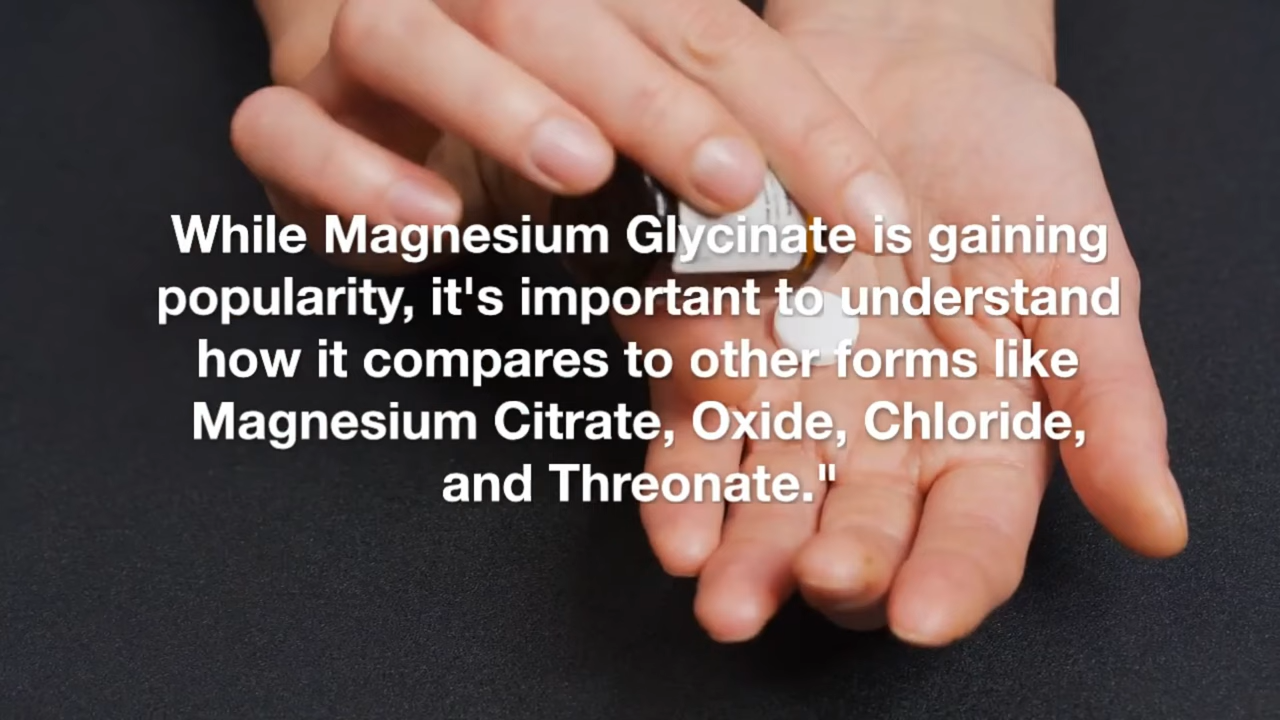 While Magnesium Glycinate is gaining
popularity, it's important to understand
how it compares to other forms like
Magnesium Citrate, Oxide, Chloride,
and Threonate."